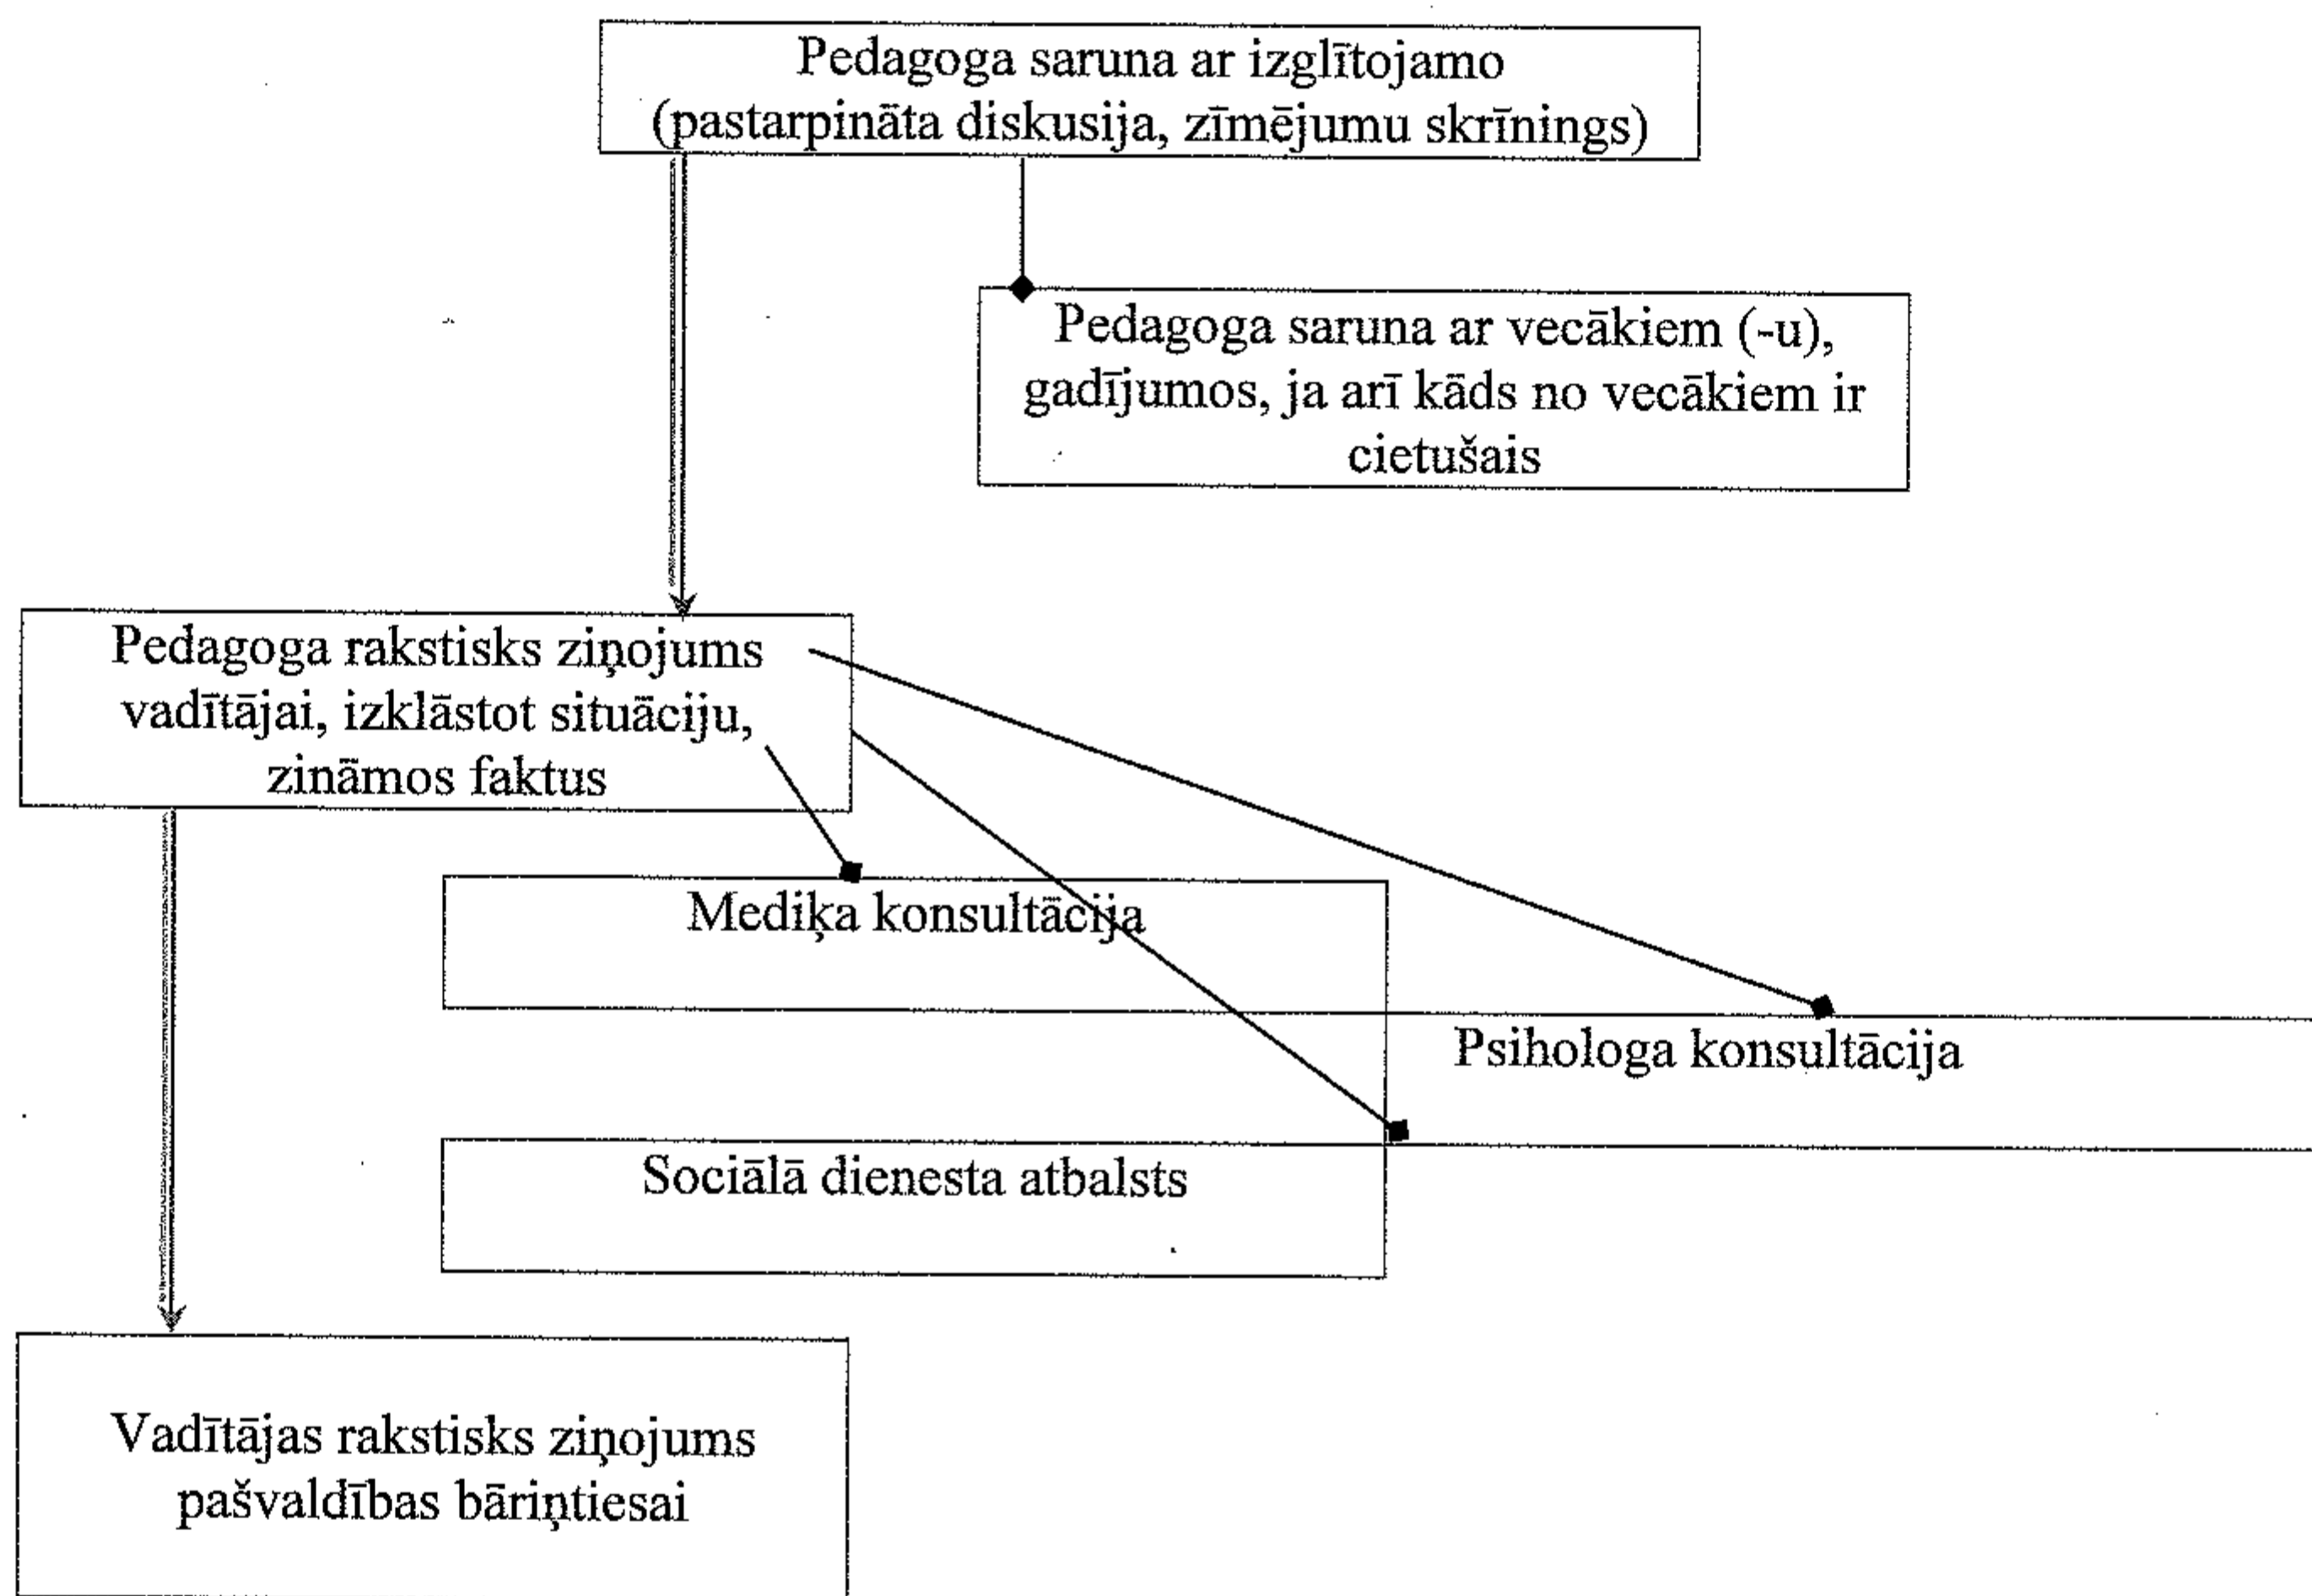 Pedagoga saruna ar izglītojamo
(pastarpināta diskusija, zīmējumu skrīnings)
Pedagoga saruna ar vecākiem (-u),
gadījumos, ja arī kāds no vecākiem ir
cietušais
Pedagoga rakstisks ziņojums
vadītājai, izklāstot situāciju,
zināmos faktus
Mediķa konsultācija
Psihologa konsultācija
Sociālā dienesta atbalsts
Vadītājas rakstisks ziņojums
pašvaldības bāriņtiesai